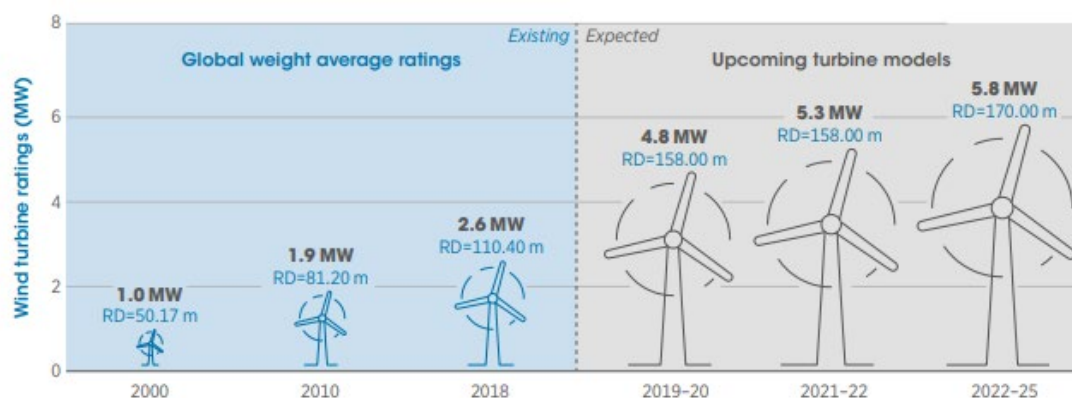 Wind turbine ratings (MW)
8
6
4
2
0
Existing
Expected
Global weight average ratings
Upcoming turbine models
1.0 MW
RD=50.17 m
1.9 MW
RD=81.20 m
2.6 MW
RD=110.40 m
4.8 MW
RD=158.00 m
5.3 MW
RD=158.00 m
5.8 MW
RD=170.00 m
2000
2010
2018
2019–20
2021–22
2022–25